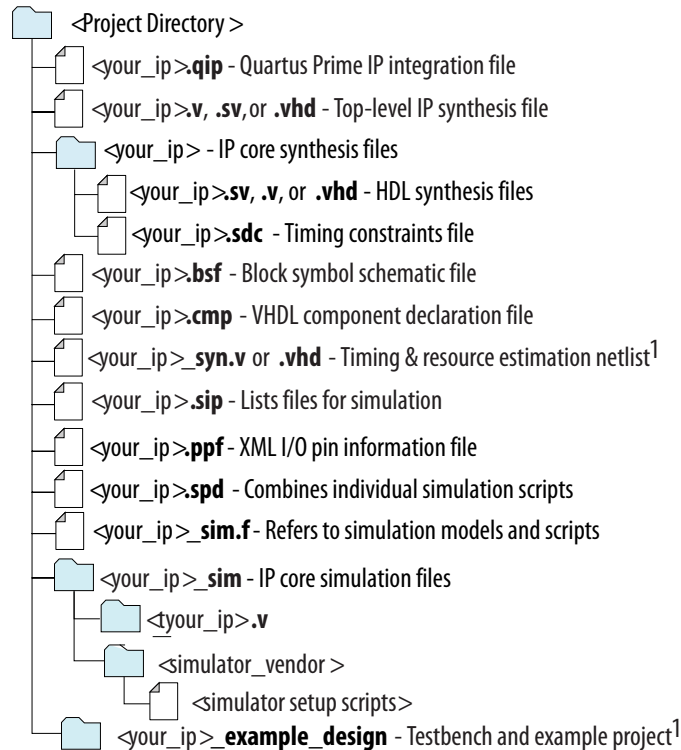 <Project Directory >
<your_ip>.qip - Quartus Prime IP integration file
<your_ip>.v, .sv, or .vhd - Top-level IP synthesis file
<your_ip> - IP core synthesis files
<your_ip>.sv, .v, or .vhd - HDL synthesis files
<your_ip>.sdc - Timing constraints file
<your_ip>.bsf - Block symbol schematic file
<your_ip>.cmp - VHDL component declaration file
<your_ip>_syn.v or .vhd - Timing & resource estimation netlist1
<your_ip>.sip - Lists files for simulation
<your_ip>.ppf - XML I/O pin information file
<your_ip>.spd - Combines individual simulation scripts
<your_ip>_sim.f - Refers to simulation models and scripts
<your_ip>_sim - IP core simulation files
<tyour_ip>.v
<simulator_vendor >
<simulator setup scripts>
<your_ip>_example_design - Testbench and example project1